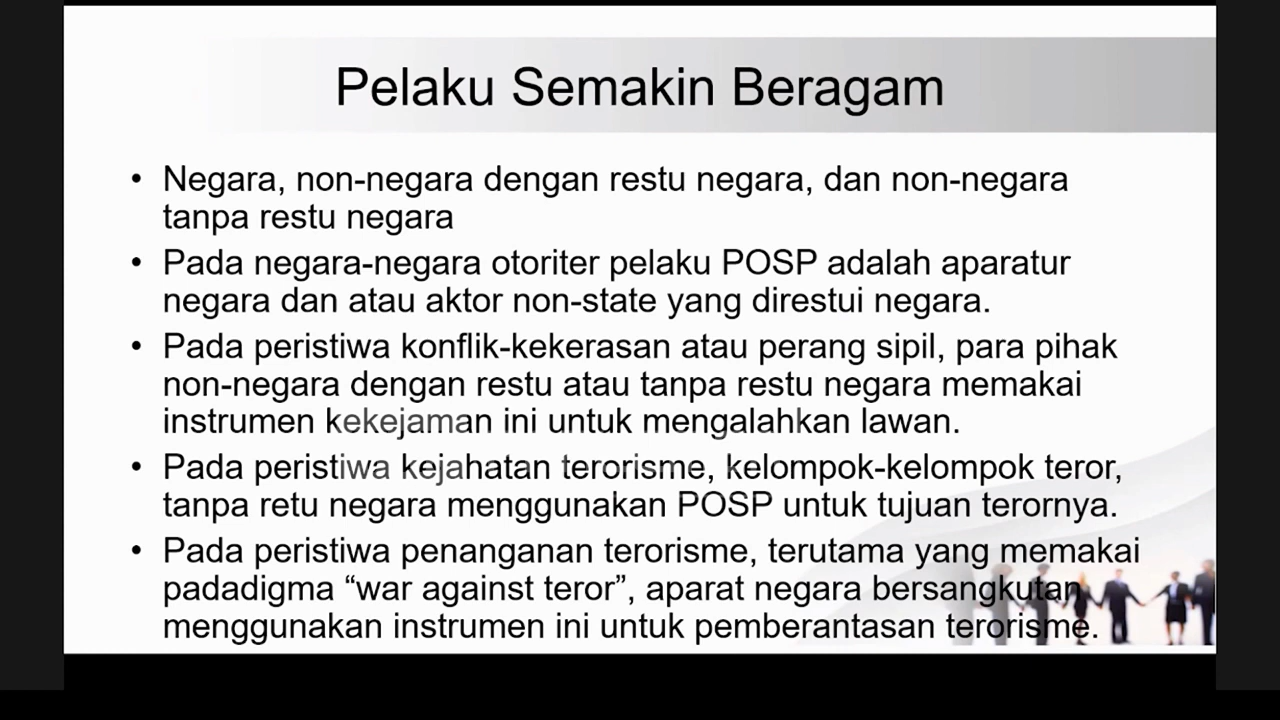 Pelaku Semakin Beragam
• Negara, non-negara dengan restu negara, dan non-negara
tanpa restu negara
• Pada negara-negara otoriter pelaku POSP adalah aparatur
negara dan atau aktor non-state yang direstui negara.
• Pada peristiwa konflik-kekerasan atau perang sipil, para pihak
non-negara dengan restu atau tanpa restu negara memakai
instrumen kekejaman ini untuk mengalahkan lawan.
• Pada peristiwa kejahatan terorisme, kelompok-kelompok teror,
tanpa retu negara menggunakan POSP untuk tujuan terornya.
• Pada peristiwa penanganan terorisme, terutama yang memakai
padadigma “war against teror”, aparat negara bersangkutan
menggunakan instrumen ini untuk pemberantasan terorisme.